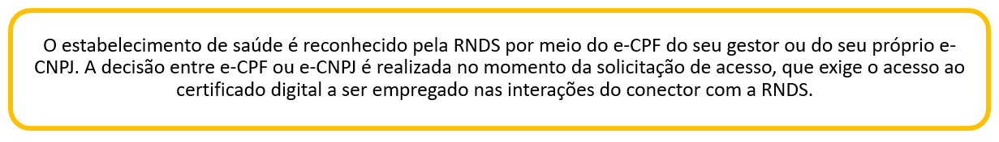 O estabelecimento de saúde é reconhecido pela RNDS por meio do e-CPF do seu gestor ou do seu próprio e-
CNPJ. A decisão entre e-CPF ou e-CNPJ é realizada no momento da solicitação de acesso, que exige o acesso ao
certificado digital a ser empregado nas interações do conector com a RNDS.